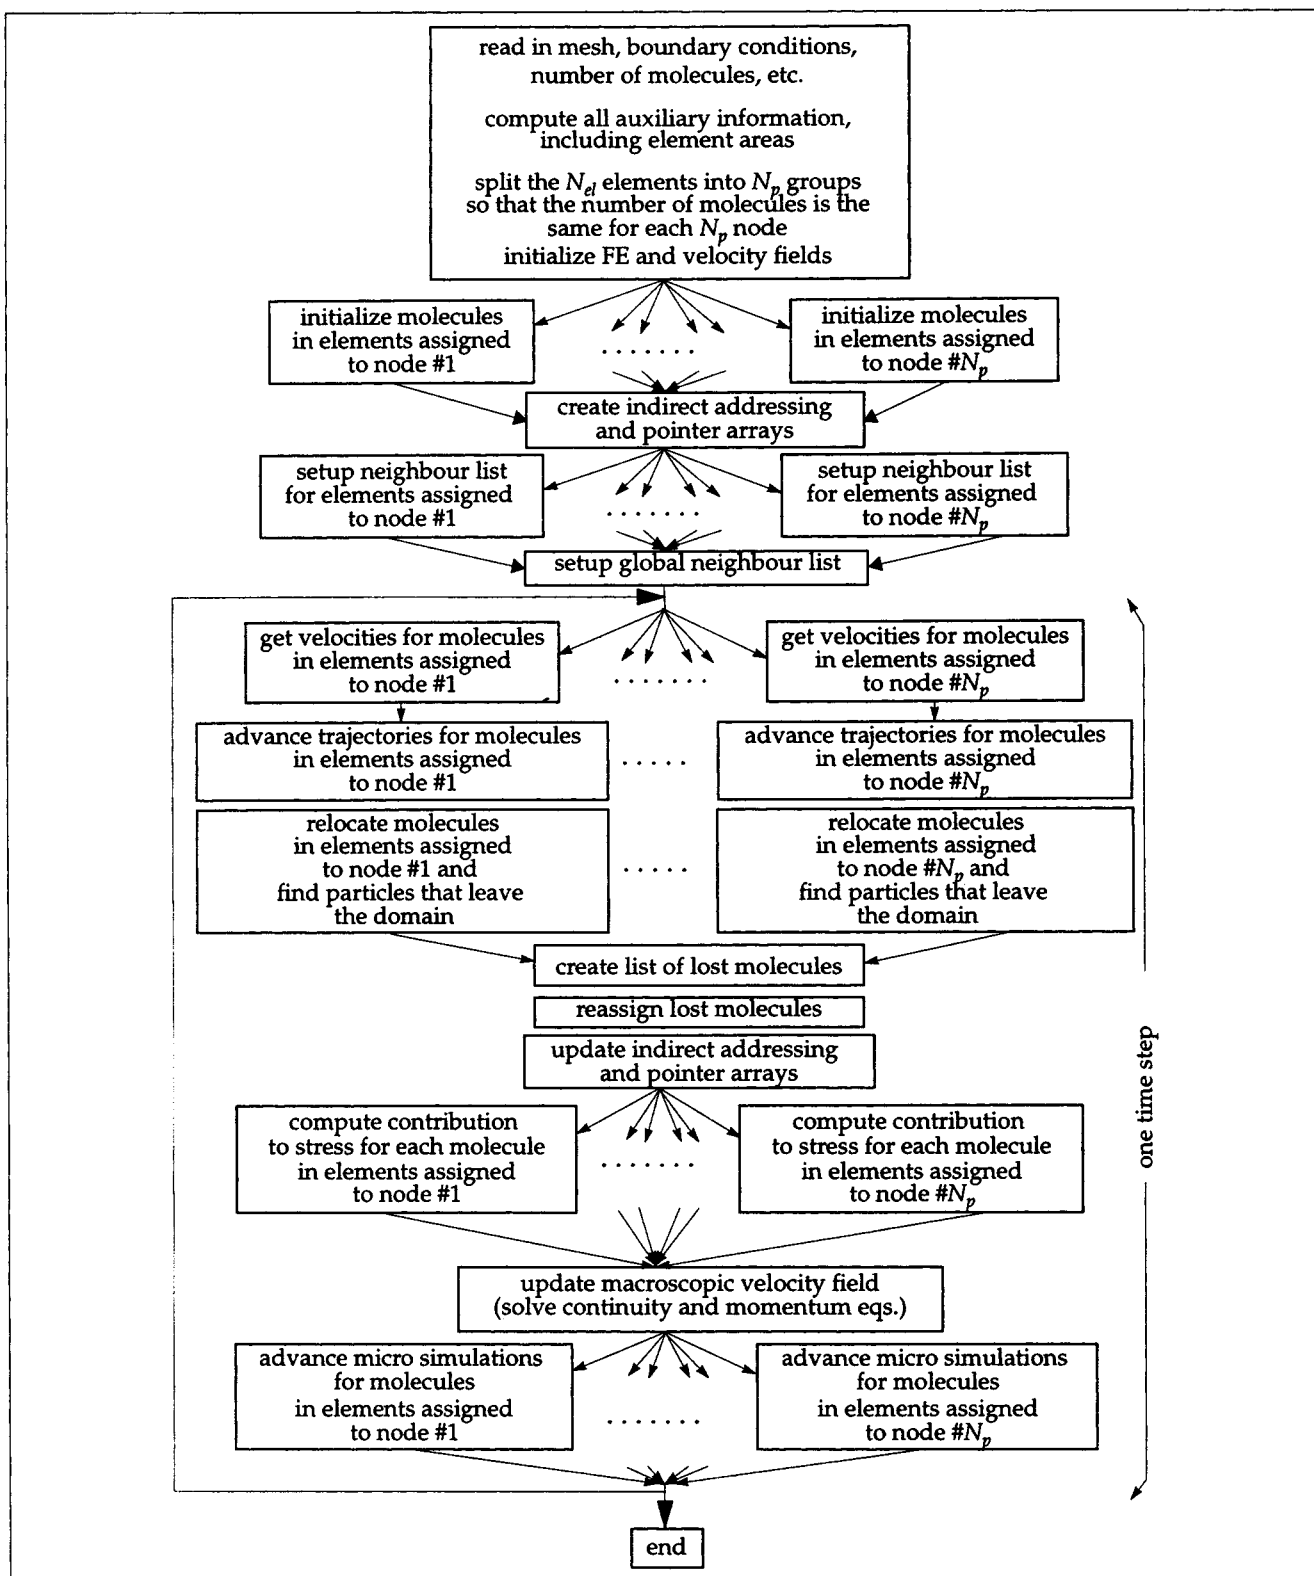 read in mesh, boundary conditions,
number of molecules, etc.
compute all auxiliary information,
including element areas
split the N_el elements into N_p groups
so that the number of molecules is the
same for each N_p node
initialize FE and velocity fields
initialize molecules
in elements assigned
to node #1
initialize molecules
in elements assigned
to node #N_p
create indirect addressing
and pointer arrays
setup neighbour list
for elements assigned
to node #1
setup neighbour list
for elements assigned
to node #N_p
setup global neighbour list
get velocities for molecules
in elements assigned
to node #1
get velocities for molecules
in elements assigned
to node #N_p
advance trajectories for molecules
in elements assigned
to node #1
advance trajectories for molecules
in elements assigned
to node #N_p
relocate molecules
in elements assigned
to node #1 and
find particles that leave
the domain
relocate molecules
in elements assigned
to node #N_p and
find particles that leave
the domain
create list of lost molecules
reassign lost molecules
update indirect addressing
and pointer arrays
compute contribution
to stress for each molecule
in elements assigned
to node #1
compute contribution
to stress for each molecule
in elements assigned
to node #N_p
update macroscopic velocity field
(solve continuity and momentum eqs.)
advance micro simulations
for molecules
in elements assigned
to node #1
advance micro simulations
for molecules
in elements assigned
to node #N_p
end
one time step